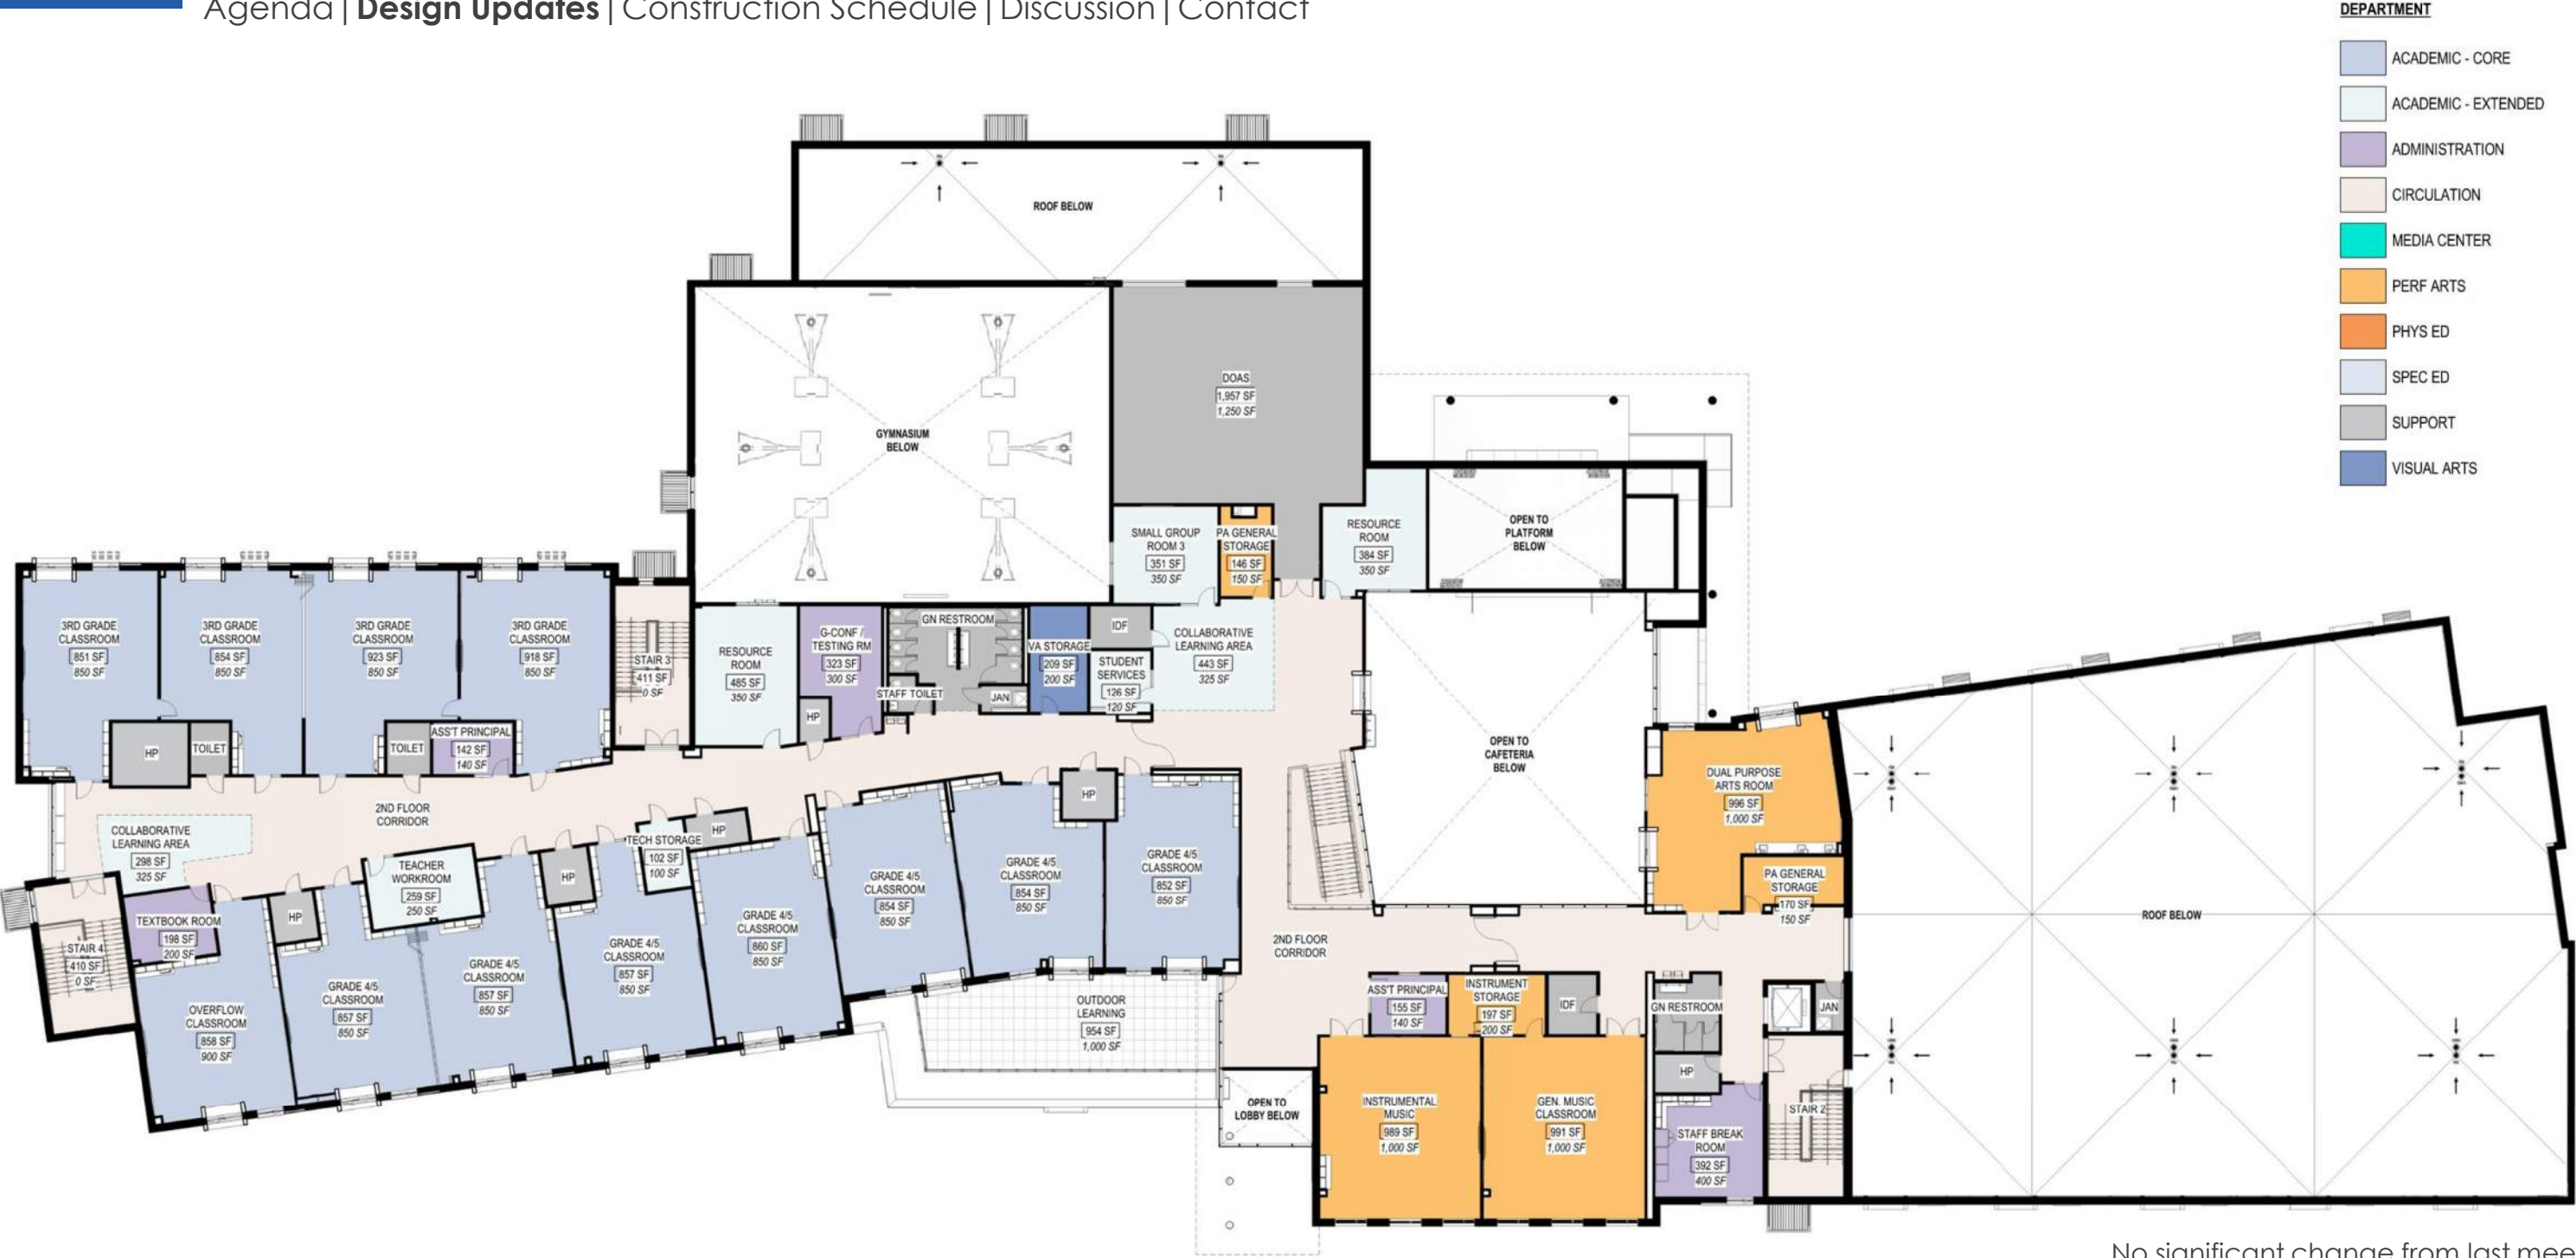 Agenda|Design Updates|Construction Schedule|Discussion|Contact
DEPARTMENT
ACADEMIC - CORE
ACADEMIC - EXTENDED
ADMINISTRATION
CIRCULATION
MEDIA CENTER
PERF ARTS
PHYS ED
SPEC ED
SUPPORT
VISUAL ARTS
ROOF BELOW
DOAS
1,957 SF
1,250 SF
GYMNASIUM
BELOW
SMALL GROUP
ROOM 3
351 SF
350 SF
PA GENERAL
STORAGE
146 SF
150 SF
RESOURCE
ROOM
384 SF
350 SF
OPEN TO
PLATFORM
BELOW
3RD GRADE
CLASSROOM
851 SF
850 SF
3RD GRADE
CLASSROOM
854 SF
850 SF
3RD GRADE
CLASSROOM
923 SF
850 SF
3RD GRADE
CLASSROOM
918 SF
850 SF
STAIR 3
411 SF
0 SF
RESOURCE
ROOM
485 SF
350 SF
G-CONF /
TESTING RM
323 SF
300 SF
HP
GN RESTROOM
STAFF TOILET
JAN
VA STORAGE
209 SF
200 SF
IDF
STUDENT
SERVICES
126 SF
120 SF
COLLABORATIVE
LEARNING AREA
443 SF
325 SF
HP
TOILET
TOILET
ASS'T PRINCIPAL
142 SF
140 SF
OPEN TO
CAFETERIA
BELOW
DUAL PURPOSE
ARTS ROOM
996 SF
1,000 SF
PA GENERAL
STORAGE
170 SF
150 SF
ROOF BELOW
2ND FLOOR
CORRIDOR
COLLABORATIVE
LEARNING AREA
298 SF
325 SF
TEACHER
WORKROOM
259 SF
250 SF
HP
TECH STORAGE
102 SF
100 SF
HP
HP
HP
STAIR 4
410 SF
0 SF
TEXTBOOK ROOM
198 SF
200 SF
OVERFLOW
CLASSROOM
858 SF
900 SF
GRADE 4/5
CLASSROOM
857 SF
850 SF
GRADE 4/5
CLASSROOM
857 SF
850 SF
GRADE 4/5
CLASSROOM
857 SF
850 SF
GRADE 4/5
CLASSROOM
860 SF
850 SF
GRADE 4/5
CLASSROOM
854 SF
850 SF
GRADE 4/5
CLASSROOM
854 SF
850 SF
GRADE 4/5
CLASSROOM
852 SF
850 SF
2ND FLOOR
CORRIDOR
OUTDOOR
LEARNING
954 SF
1,000 SF
OPEN TO
LOBBY BELOW
ASS'T PRINCIPAL
155 SF
140 SF
INSTRUMENT
STORAGE
197 SF
200 SF
IDF
GN RESTROOM
JAN
HP
INSTRUMENTAL
MUSIC
989 SF
1,000 SF
GEN. MUSIC
CLASSROOM
991 SF
1,000 SF
STAFF BREAK
ROOM
392 SF
400 SF
STAIR 2
No significant change from last mee